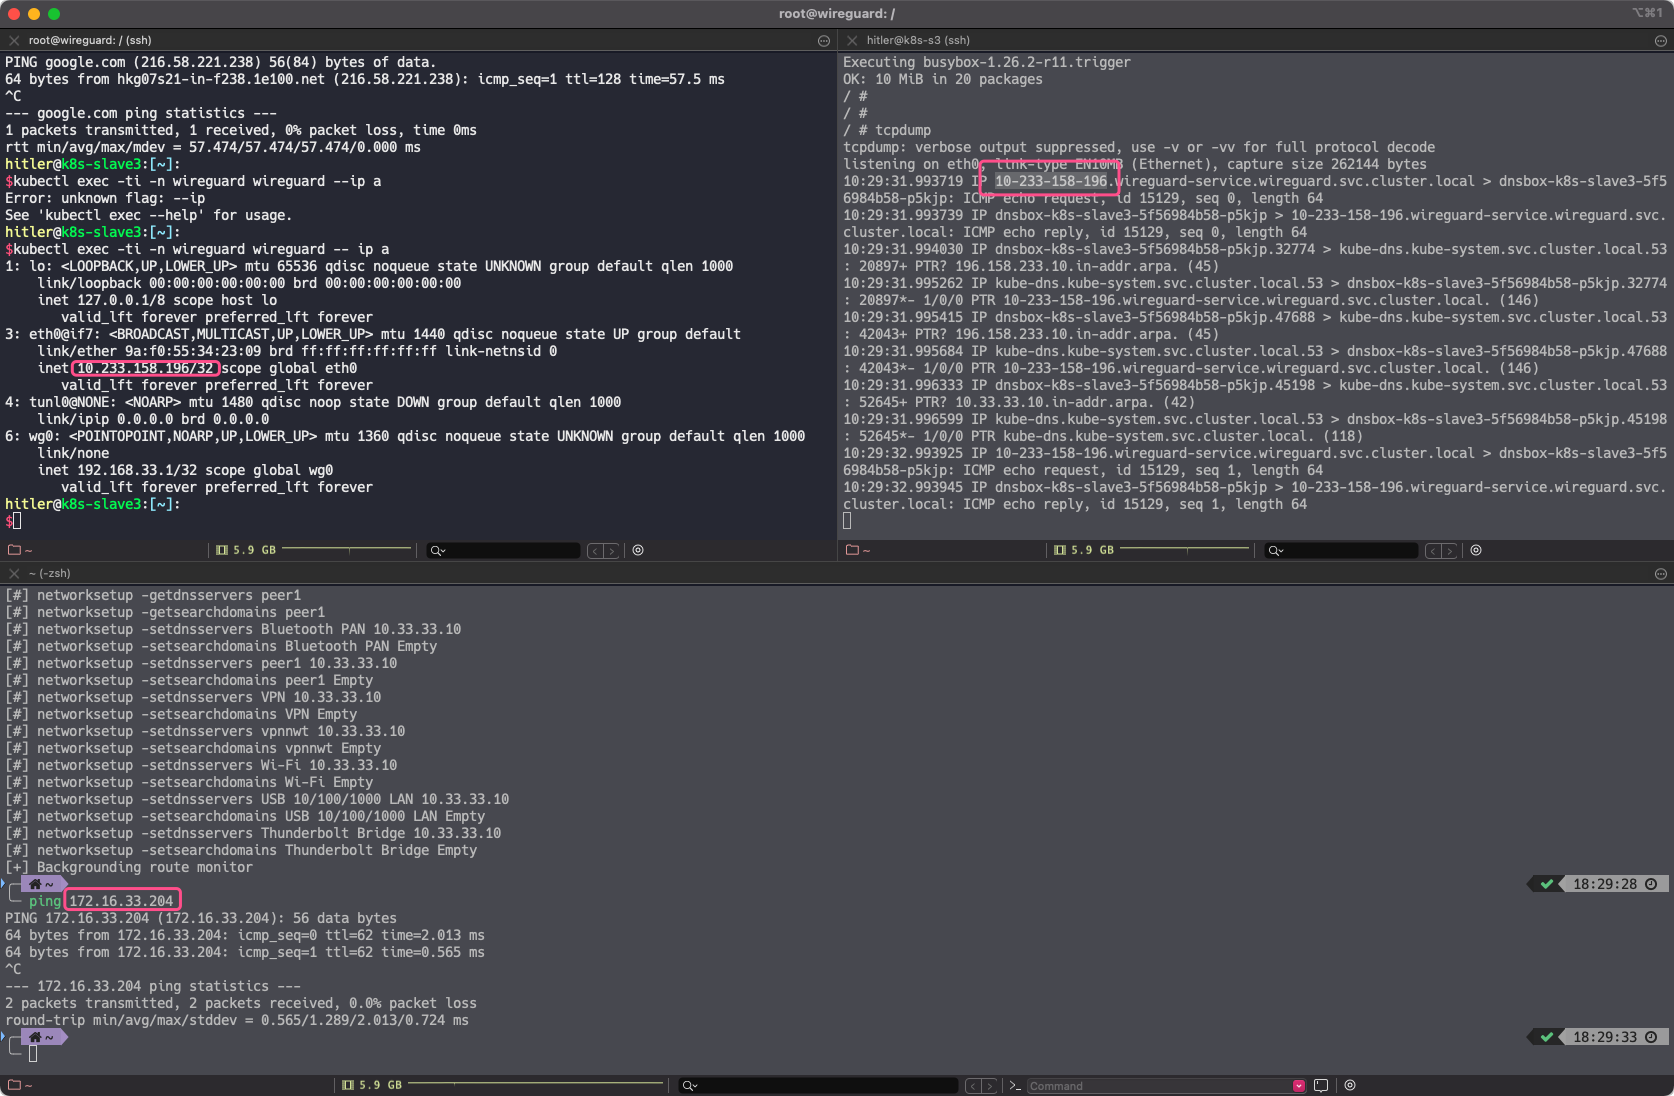 root@wireguard: /
⌥⌘1
root@wireguard: / (ssh)
PING google.com (216.58.221.238) 56(84) bytes of data.
64 bytes from hkg07s21-in-f238.1e100.net (216.58.221.238): icmp_seq=1 ttl=128 time=57.5 ms
^C
--- google.com ping statistics ---
1 packets transmitted, 1 received, 0% packet loss, time 0ms
rtt min/avg/max/mdev = 57.474/57.474/57.474/0.000 ms
hitler@k8s-slave3:[~]:
$kubectl exec -ti -n wireguard wireguard --ip a
Error: unknown flag: --ip
See 'kubectl exec --help' for usage.
hitler@k8s-slave3:[~]:
$kubectl exec -ti -n wireguard wireguard -- ip a
1: lo: <LOOPBACK,UP,LOWER_UP> mtu 65536 qdisc noqueue state UNKNOWN group default qlen 1000
link/loopback 00:00:00:00:00:00 brd 00:00:00:00:00:00
inet 127.0.0.1/8 scope host lo
valid_lft forever preferred_lft forever
3: eth0@if7: <BROADCAST,MULTICAST,UP,LOWER_UP> mtu 1440 qdisc noqueue state UP group default
link/ether 9a:f0:55:34:23:09 brd ff:ff:ff:ff:ff:ff link-netnsid 0
inet 10.233.158.196/32 scope global eth0
valid_lft forever preferred_lft forever
4: tunl0@NONE: <NOARP> mtu 1480 qdisc noop state DOWN group default qlen 1000
link/ipip 0.0.0.0 brd 0.0.0.0
6: wg0: <POINTOPOINT,NOARP,UP,LOWER_UP> mtu 1360 qdisc noqueue state UNKNOWN group default qlen 1000
link/none
inet 192.168.33.1/32 scope global wg0
valid_lft forever preferred_lft forever
hitler@k8s-slave3:[~]:
$
~
5.9 GB
hitler@k8s-s3 (ssh)
Executing busybox-1.26.2-r11.trigger
OK: 10 MiB in 20 packages
/ #
/ #
/ # tcpdump
tcpdump: verbose output suppressed, use -v or -vv for full protocol decode
listening on eth0, link-type EN10MB (Ethernet), capture size 262144 bytes
10:29:31.993719 IP 10-233-158-196.wireguard-service.wireguard.svc.cluster.local > dnsbox-k8s-slave3-5f5
6984b58-p5kjp: ICMP echo request, id 15129, seq 0, length 64
10:29:31.993739 IP dnsbox-k8s-slave3-5f56984b58-p5kjp > 10-233-158-196.wireguard-service.wireguard.svc.
cluster.local: ICMP echo reply, id 15129, seq 0, length 64
10:29:31.994030 IP dnsbox-k8s-slave3-5f56984b58-p5kjp.32774 > kube-dns.kube-system.svc.cluster.local.53
: 20897+ PTR? 196.158.233.10.in-addr.arpa. (45)
10:29:31.995262 IP kube-dns.kube-system.svc.cluster.local.53 > dnsbox-k8s-slave3-5f56984b58-p5kjp.32774
: 20897*- 1/0/0 PTR 10-233-158-196.wireguard-service.wireguard.svc.cluster.local. (146)
10:29:31.995415 IP dnsbox-k8s-slave3-5f56984b58-p5kjp.47688 > kube-dns.kube-system.svc.cluster.local.53
: 42043+ PTR? 196.158.233.10.in-addr.arpa. (45)
10:29:31.995684 IP kube-dns.kube-system.svc.cluster.local.53 > dnsbox-k8s-slave3-5f56984b58-p5kjp.47688
: 42043*- 1/0/0 PTR 10-233-158-196.wireguard-service.wireguard.svc.cluster.local. (146)
10:29:31.996333 IP dnsbox-k8s-slave3-5f56984b58-p5kjp.45198 > kube-dns.kube-system.svc.cluster.local.53
: 52645+ PTR? 10.33.33.10.in-addr.arpa. (42)
10:29:31.996599 IP kube-dns.kube-system.svc.cluster.local.53 > dnsbox-k8s-slave3-5f56984b58-p5kjp.45198
: 52645*- 1/0/0 PTR kube-dns.kube-system.svc.cluster.local. (118)
10:29:32.993925 IP 10-233-158-196.wireguard-service.wireguard.svc.cluster.local > dnsbox-k8s-slave3-5f5
6984b58-p5kjp: ICMP echo request, id 15129, seq 1, length 64
10:29:32.993945 IP dnsbox-k8s-slave3-5f56984b58-p5kjp > 10-233-158-196.wireguard-service.wireguard.svc.
cluster.local: ICMP echo reply, id 15129, seq 1, length 64
~
5.9 GB
~ (-zsh)
[#] networksetup -getdnsservers peer1
[#] networksetup -getsearchdomains peer1
[#] networksetup -setdnsservers Bluetooth PAN 10.33.33.10
[#] networksetup -setsearchdomains Bluetooth PAN Empty
[#] networksetup -setdnsservers peer1 10.33.33.10
[#] networksetup -setsearchdomains peer1 Empty
[#] networksetup -setdnsservers VPN 10.33.33.10
[#] networksetup -setsearchdomains VPN Empty
[#] networksetup -setdnsservers vpnnwt 10.33.33.10
[#] networksetup -setsearchdomains vpnnwt Empty
[#] networksetup -setdnsservers Wi-Fi 10.33.33.10
[#] networksetup -setsearchdomains Wi-Fi Empty
[#] networksetup -setdnsservers USB 10/100/1000 LAN 10.33.33.10
[#] networksetup -setsearchdomains USB 10/100/1000 LAN Empty
[#] networksetup -setdnsservers Thunderbolt Bridge 10.33.33.10
[#] networksetup -setsearchdomains Thunderbolt Bridge Empty
[+] Backgrounding route monitor
~ 18:29:28
ping 172.16.33.204
PING 172.16.33.204 (172.16.33.204): 56 data bytes
64 bytes from 172.16.33.204: icmp_seq=0 ttl=62 time=2.013 ms
64 bytes from 172.16.33.204: icmp_seq=1 ttl=62 time=0.565 ms
^C
--- 172.16.33.204 ping statistics ---
2 packets transmitted, 2 packets received, 0.0% packet loss
round-trip min/avg/max/stddev = 0.565/1.289/2.013/0.724 ms
~ 18:29:33
~
5.9 GB
Command